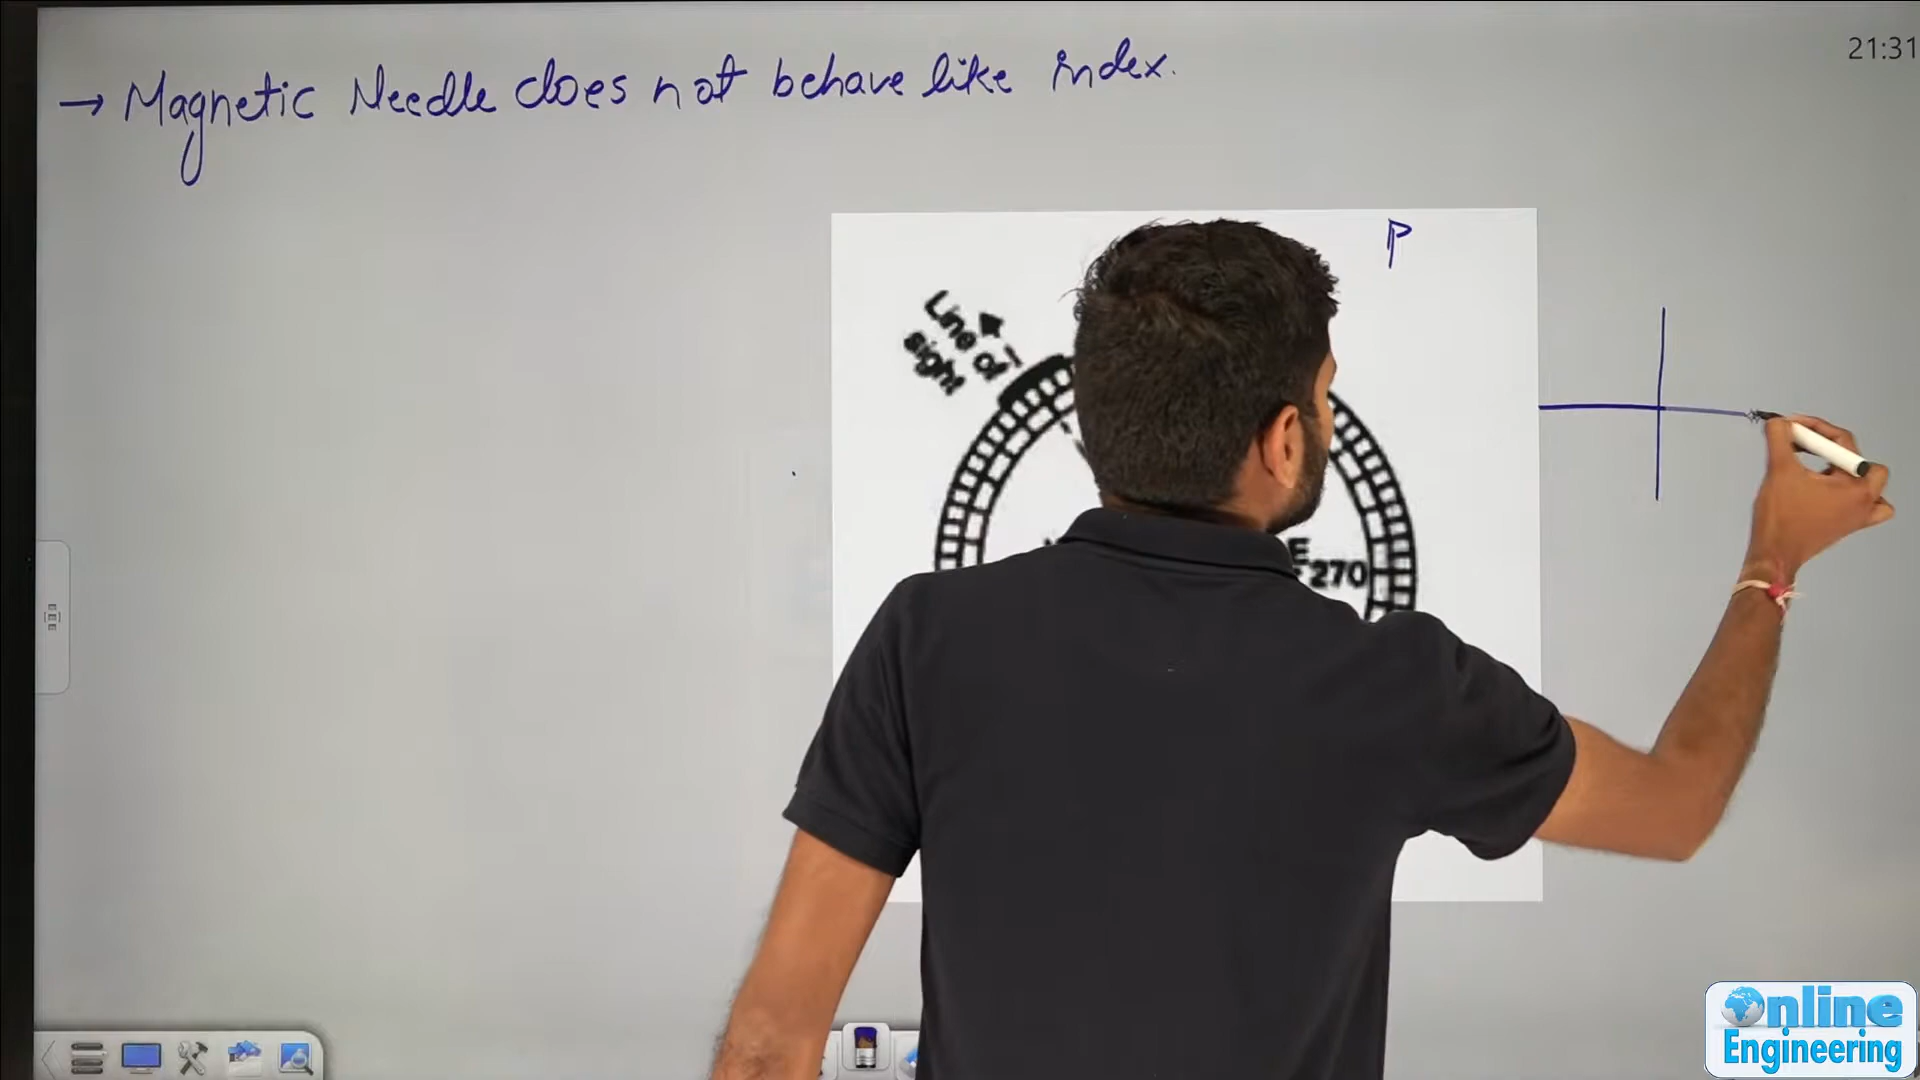 21:31
→ Magnetic Needle does not behave like index.
P
Line of
sight
E
270
Online
Engineering